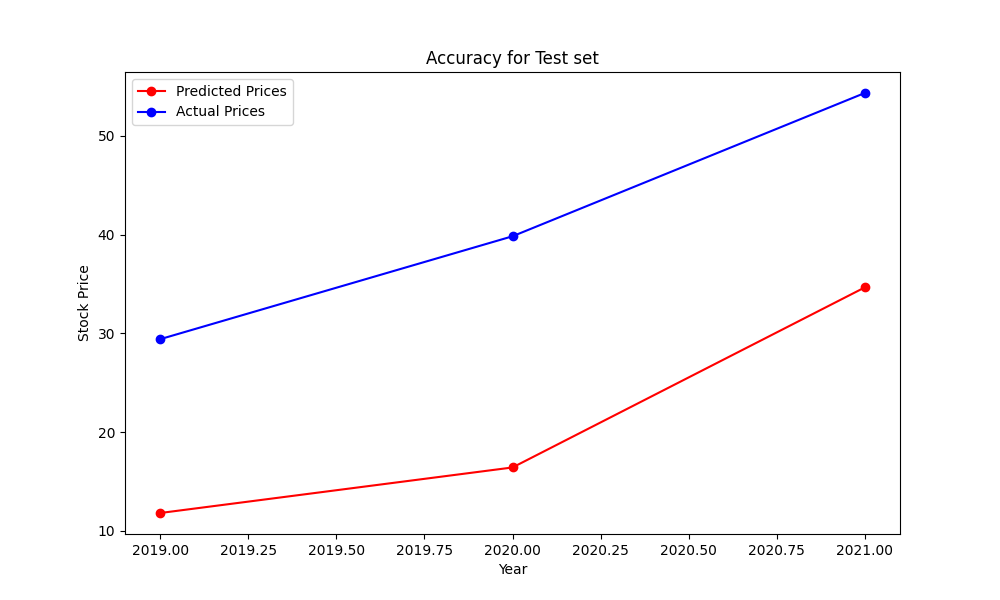 Accuracy for Test set
Predicted Prices
Actual Prices
Stock Price
50
40
30
20
10
2019.00 2019.25 2019.50 2019.75 2020.00 2020.25 2020.50 2020.75 2021.00
Year